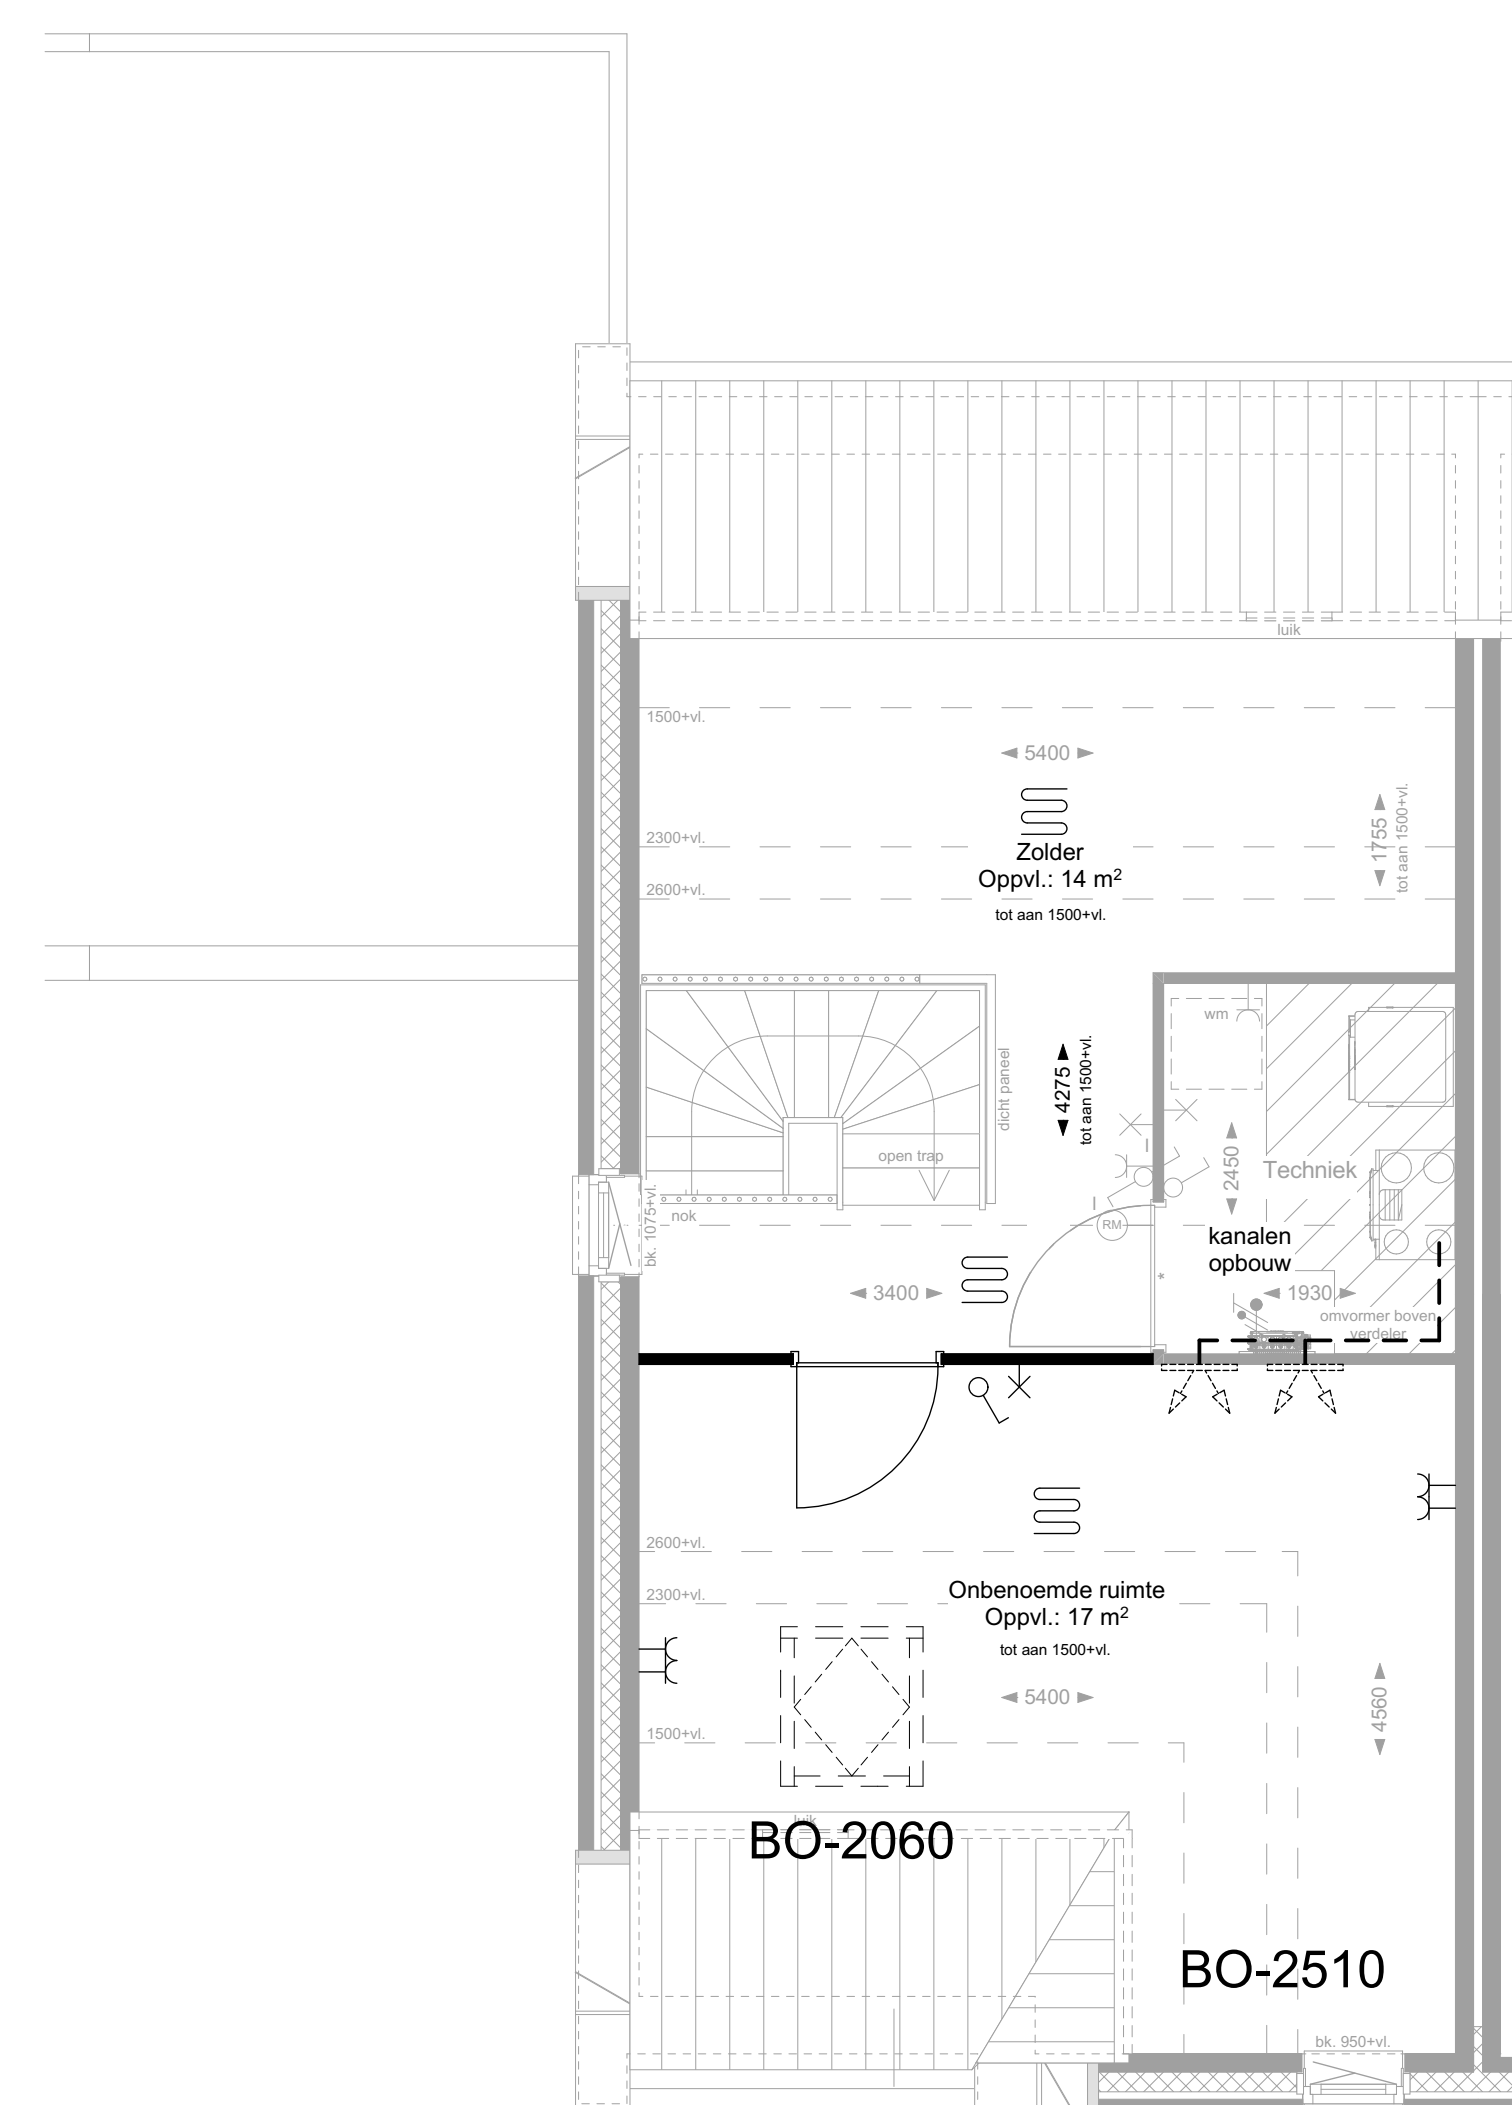 luik
1500+vl.
5400
2300+vl.
Zolder
Oppvl.: 14 m²
2600+vl.
tot aan 1500+vl.
1755
tot aan 1500+vl.
wm
dicht paneel
4275
tot aan 1500+vl.
open trap
2450
Techniek
nok
bk. 1075+vl.
RM
kanalen
opbouw
*
3400
1930
omvormer boven
verdeler
2600+vl.
2300+vl.
Onbenoemde ruimte
Oppvl.: 17 m²
tot aan 1500+vl.
5400
4560
1500+vl.
luik
BO-2060
BO-2510
bk. 950+vl.